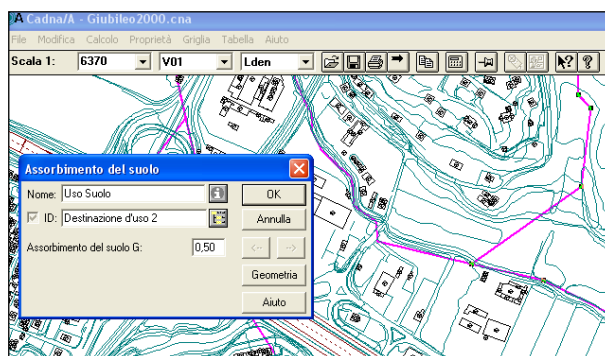 Cadna/A - Giubileo2000.cna
File Modifica Calcolo Proprietá Griglia Tabella Aiuto
Scala 1: 6370 V01 Lden
Assorbimento del suolo
Nome: Uso Suolo OK
ID: Destinazione d'uso 2 Annulla
Assorbimento del suolo G: 0,50 <-- -->
Geometria
Aiuto